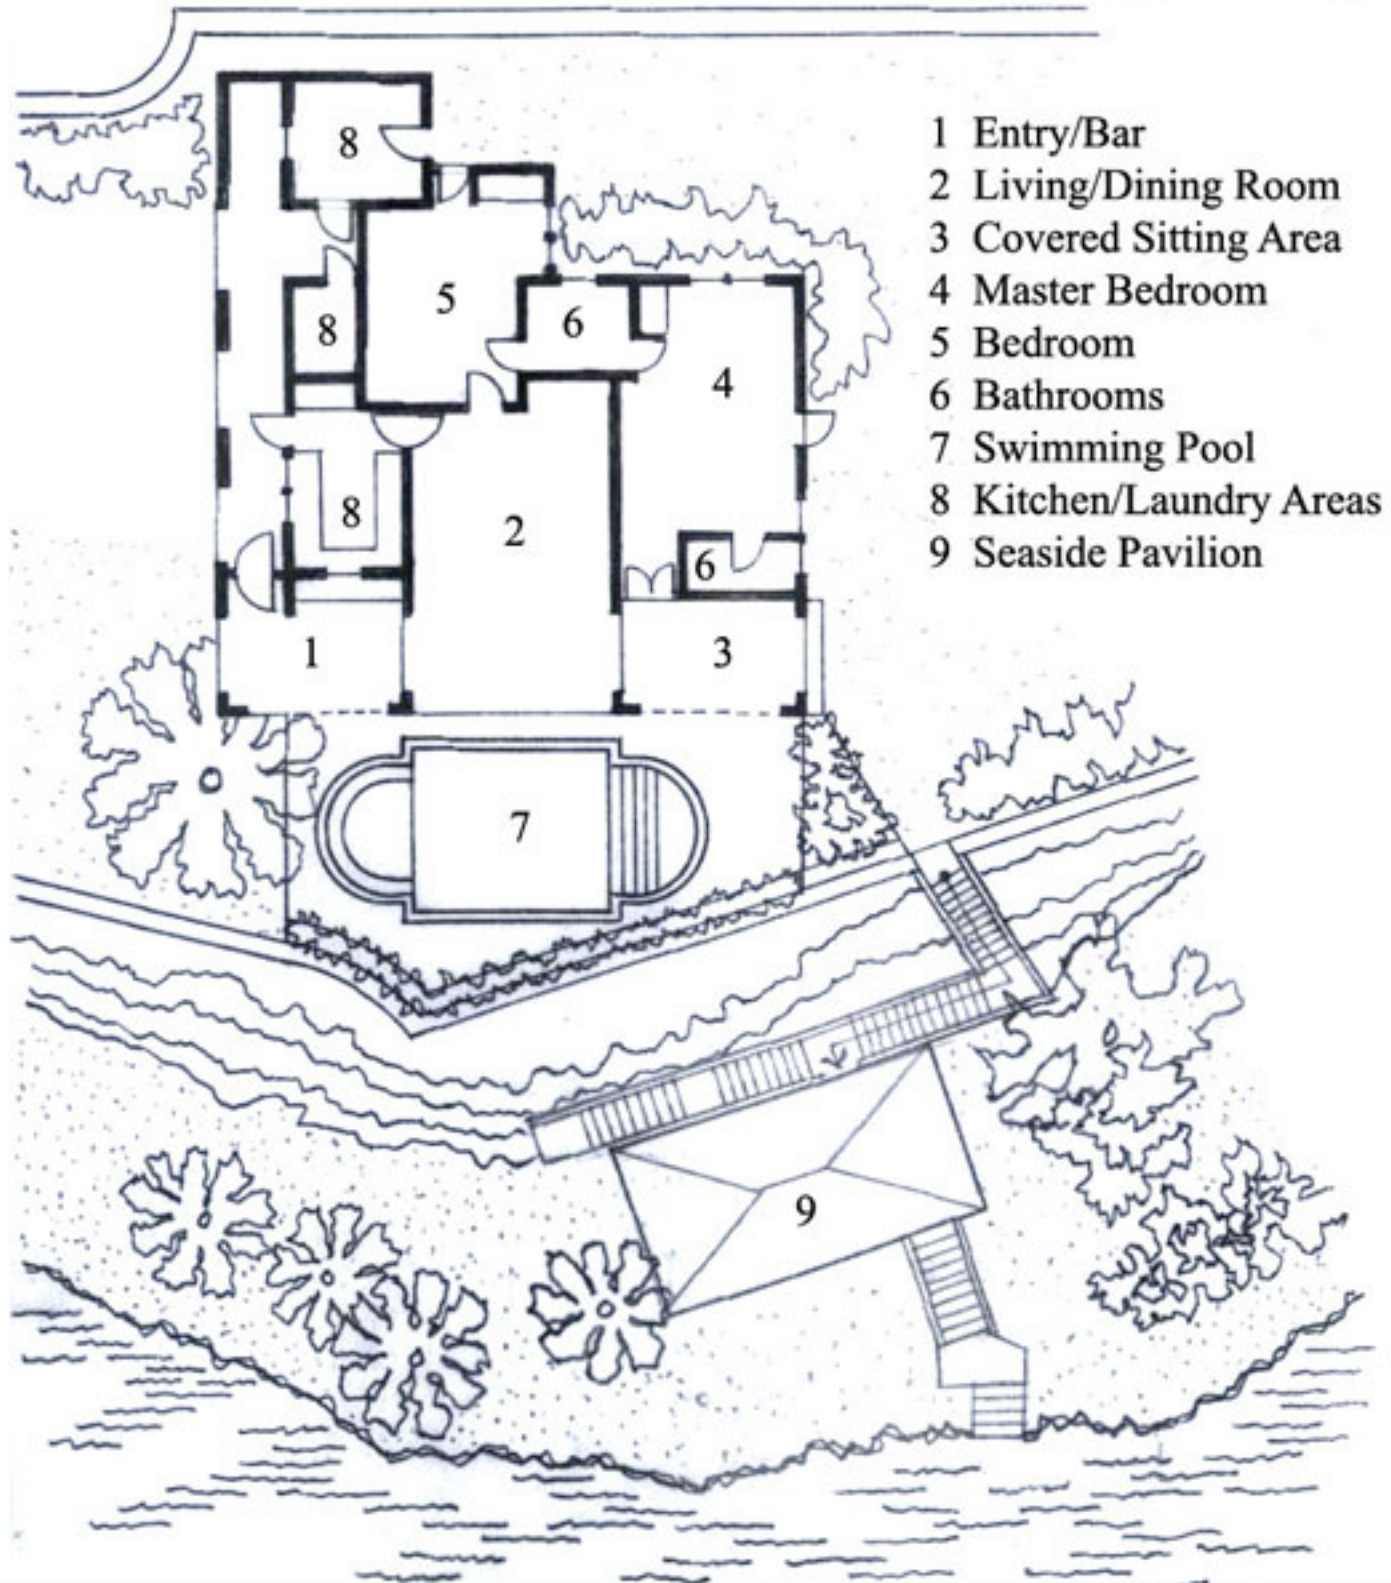 1 Entry/Bar
2 Living/Dining Room
3 Covered Sitting Area
4 Master Bedroom
5 Bedroom
6 Bathrooms
7 Swimming Pool
8 Kitchen/Laundry Areas
9 Seaside Pavilion
8
5
6
8
4
8
2
6
1
3
7
9